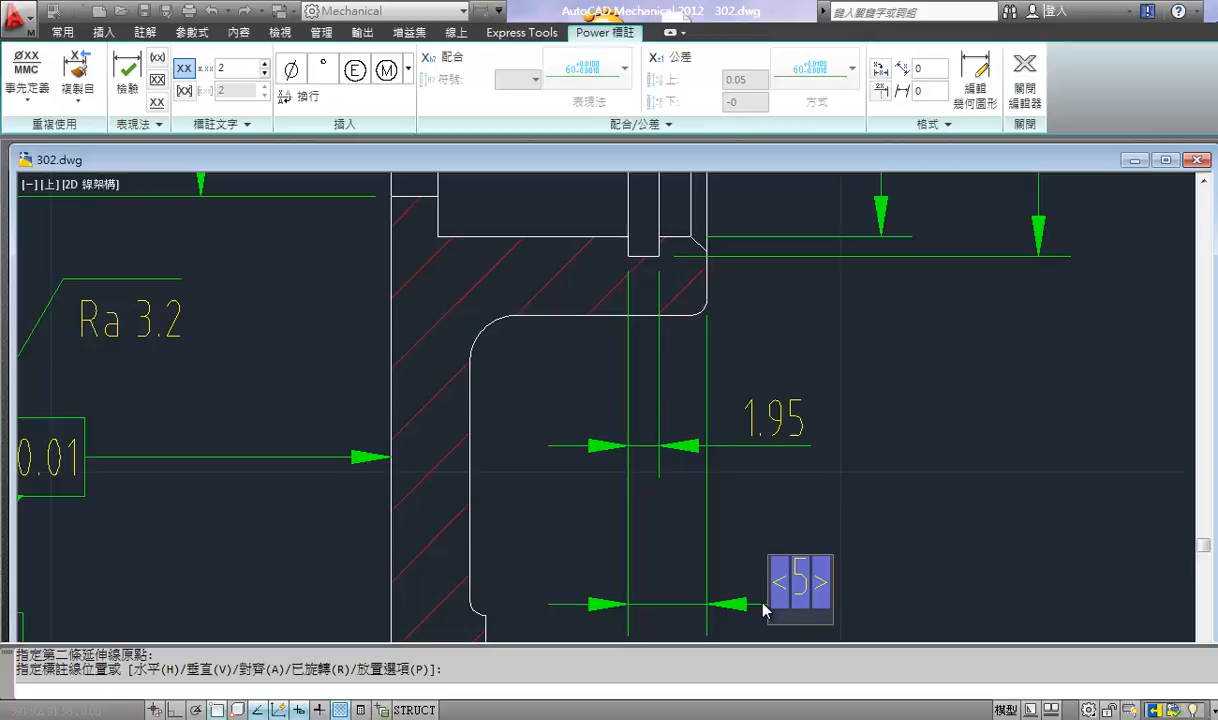 Mechanical
AutoCAD Mechanical 2012 302.dwg
鍵入關鍵字或詞組
登入
常用 插入 註解 參數式 內容 檢視 管理 輸出 增益集 線上 Express Tools Power 標註
MMC
事先定義
複製自
檢驗
(xx)
XX
XX
2
2
Ø ° E M
換行
配合
符號:
60
表現法
公差
上: 0.05
下: -0
60
方式
0
0
編輯
幾何圖形
關閉
編輯器
重複使用 表現法 標註文字 插入 配合/公差 格式 關閉
302.dwg
[−][上][2D 線架構]
Ra 3.2
1.95
0.01
<5>
指定第二條延伸線原點:
指定標註線位置或 [水平(H)/垂直(V)/對齊(A)/已旋轉(R)/放置選項(P)]:
STRUCT
模型